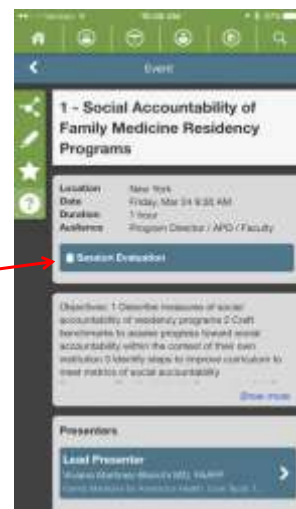 Event
1 - Social Accountability of
Family Medicine Residency
Programs
Location New York
Date Friday, Mar 24 9:30 AM
Duration 1 hour
Audience Program Director / APD / Faculty
Session Evaluation
Objectives: 1 Describe measures of social
accountability of residency programs 2 Craft
benchmarks to assess progress toward social
accountability within the context of their own
institution 3 Identify steps to improve curriculum to
meet metrics of social accountability
Show more
Presenters
Lead Presenter
MD, FAAFP